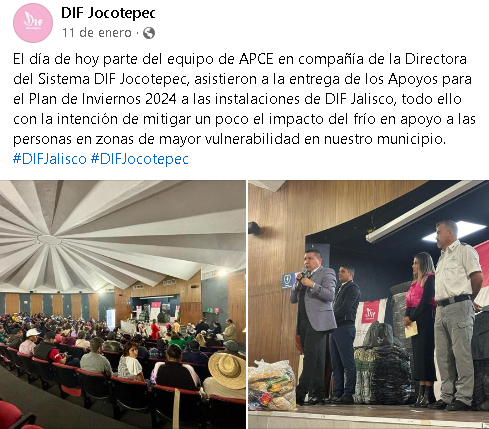 DIF Jocotepec
11 de enero ·
El día de hoy parte del equipo de APCE en compañía de la Directora
del Sistema DIF Jocotepec, asistieron a la entrega de los Apoyos para
el Plan de Inviernos 2024 a las instalaciones de DIF Jalisco, todo ello
con la intención de mitigar un poco el impacto del frío en apoyo a las
personas en zonas de mayor vulnerabilidad en nuestro municipio.
#DIFJalisco #DIFJocotepec